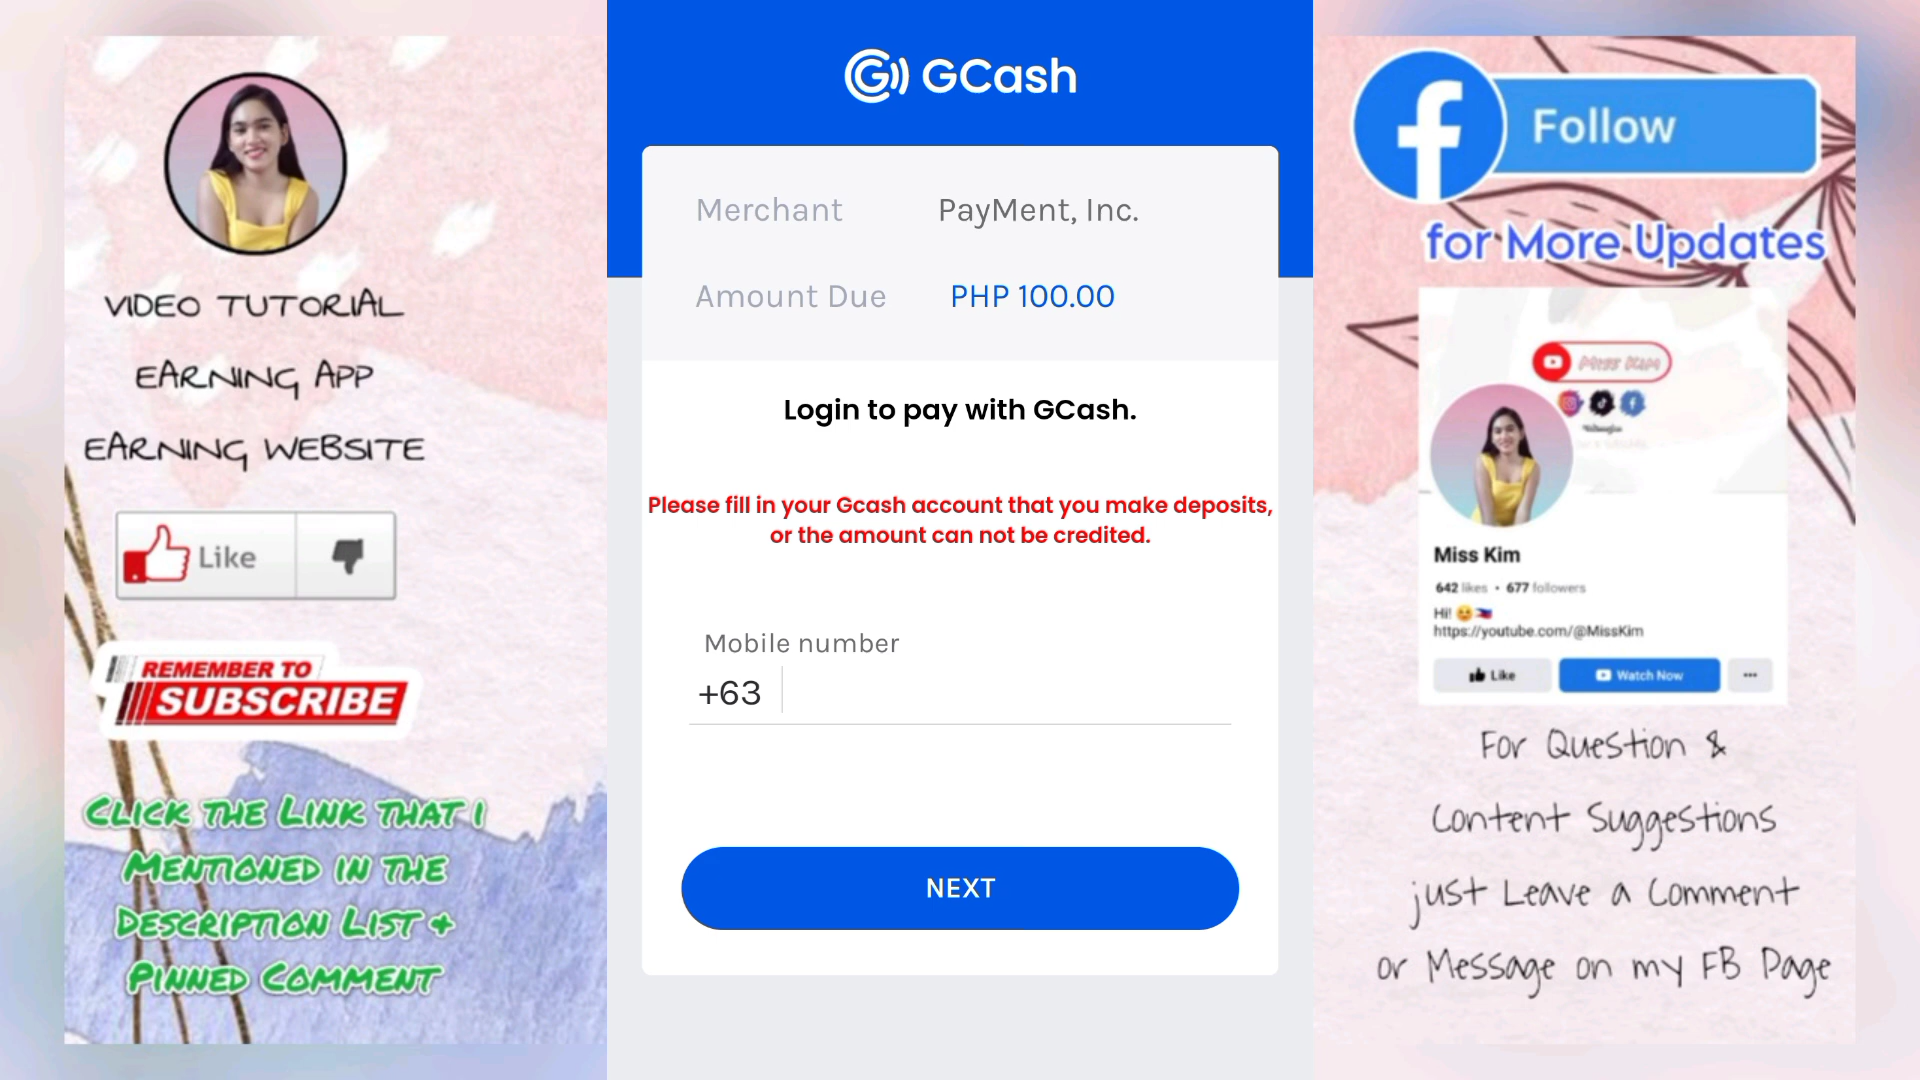 VIDEO TUTORIAL
EARNING APP
EARNING WEBSITE
Like
REMEMBER TO
SUBSCRIBE
CLICK THE LINK THAT I
MENTIONED IN THE
DESCRIPTION LIST &
PINNED COMMENT
GCash
Merchant PayMent, Inc.
Amount Due PHP 100.00
Login to pay with GCash.
Please fill in your Gcash account that you make deposits,
or the amount can not be credited.
Mobile number
+63
NEXT
Follow
for More Updates
MISS KIM
Miss Kim
642 likes • 677 followers
Hi!
https://youtube.com/@MissKim
Like
Watch Now
For Question &
Content Suggestions
just Leave a Comment
or Message on my FB Page